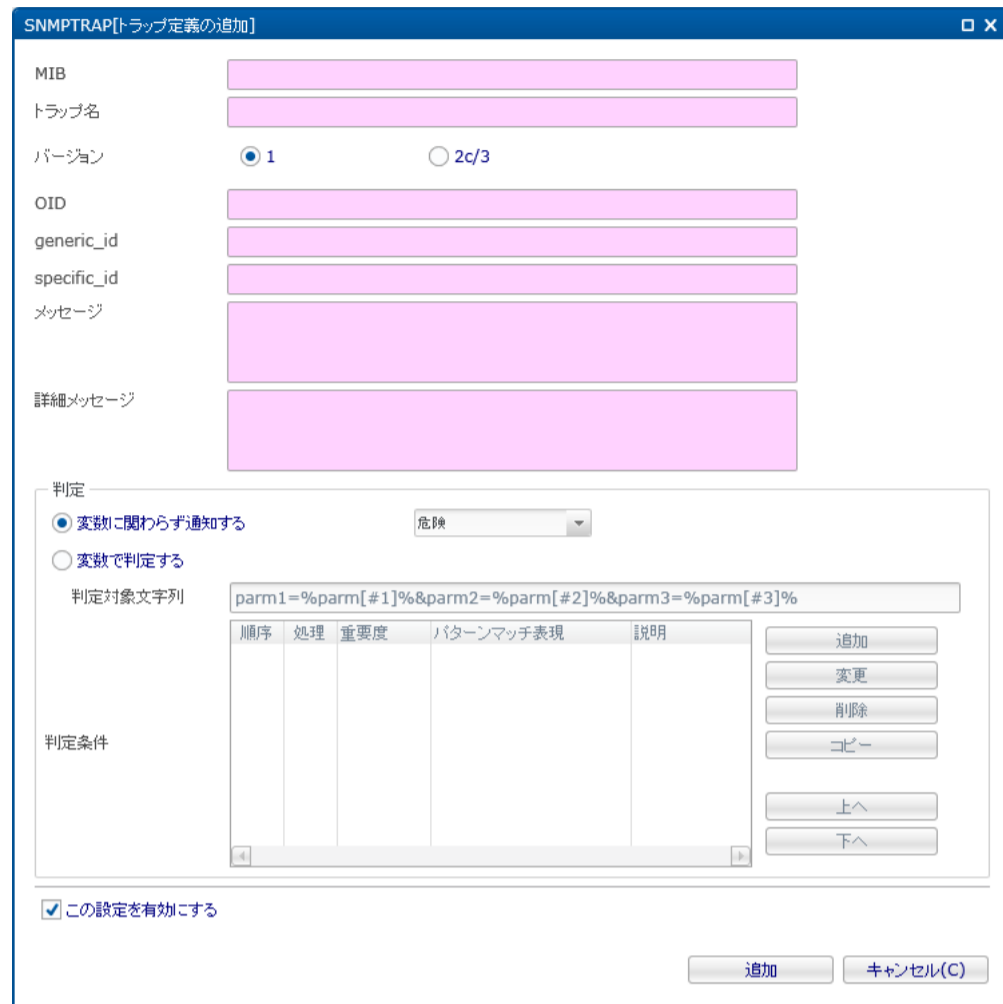 SNMPTRAP[トラップ定義の追加]
MIB
トラップ名
バージョン 1 2c/3
OID
generic_id
specific_id
メッセージ
詳細メッセージ
判定
変数に関わらず通知する 危険
変数で判定する
判定対象文字列 parm1=%parm[#1]%&parm2=%parm[#2]%&parm3=%parm[#3]%
順序 処理 重要度 パターンマッチ表現 説明
追加
変更
削除
判定条件
コピー
上へ
下へ
この設定を有効にする
追加 キャンセル(C)